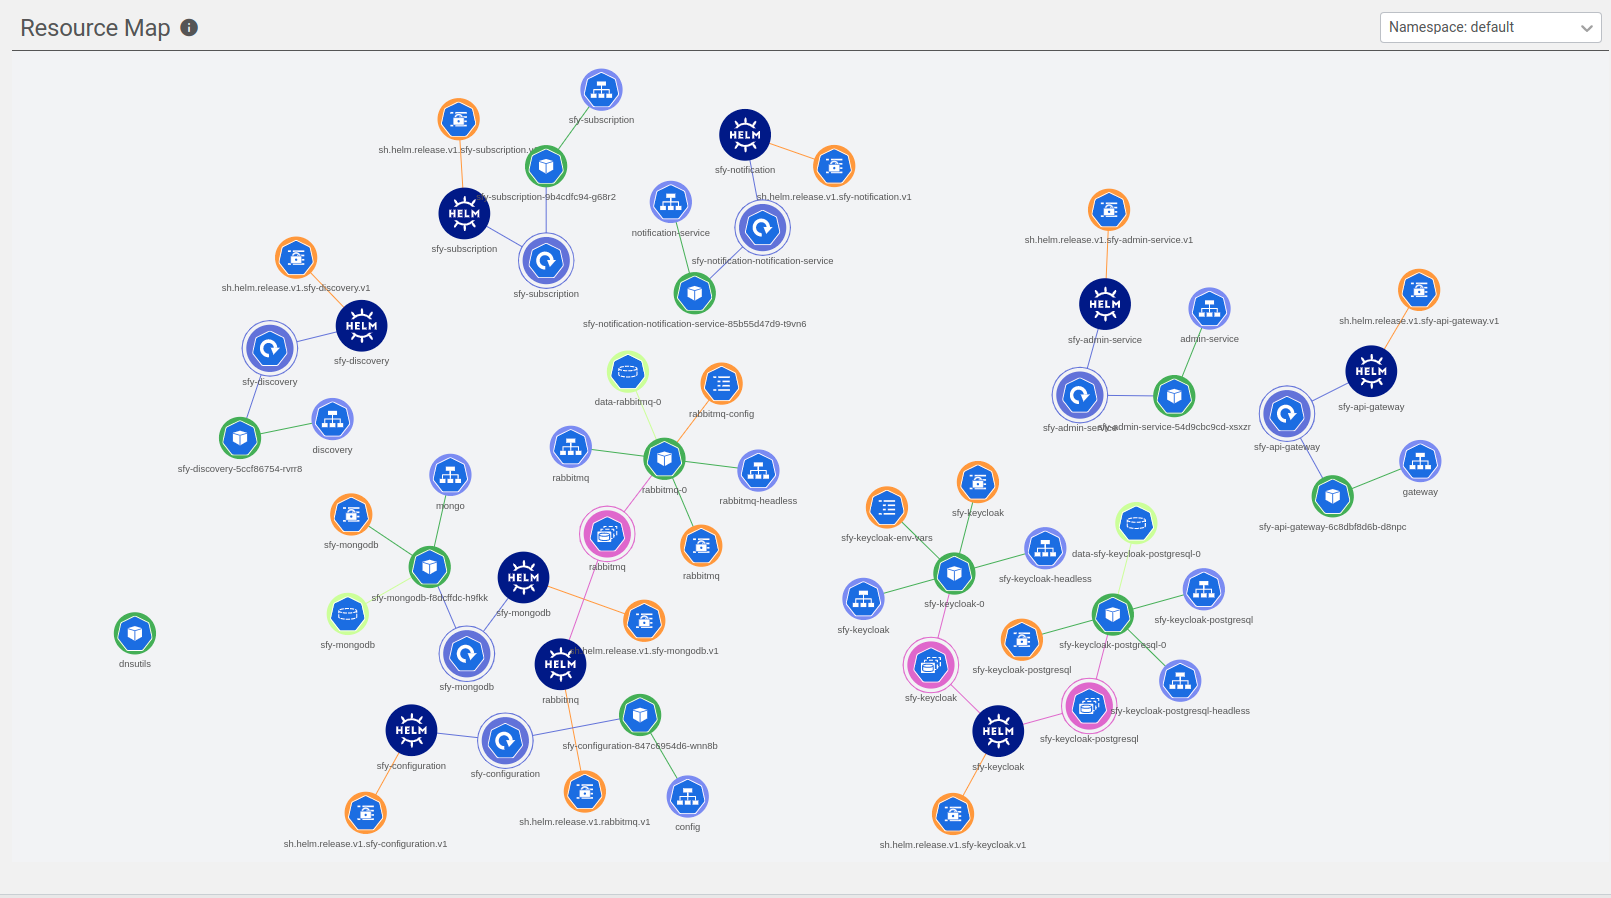 Resource Map
Namespace: default
sfy-subscription
sh.helm.release.v1.sfy-subscription.v1
HELM
sfy-notification
sfy-subscription-9b4cdfc94-g68r2
sh.helm.release.v1.sfy-notification.v1
HELM
sfy-subscription
notification-service
sh.helm.release.v1.sfy-admin-service.v1
sfy-notification-notification-service
sh.helm.release.v1.sfy-discovery.v1
sfy-subscription
HELM
sfy-discovery
sfy-notification-notification-service-85b55d47d9-t9vn6
HELM
sfy-admin-service
admin-service
sh.helm.release.v1.sfy-api-gateway.v1
sfy-discovery
data-rabbitmq-0
rabbitmq-config
HELM
sfy-api-gateway
sfy-admin-service
sfy-admin-service-54d9cbc9cd-xsxzr
discovery
sfy-api-gateway
sfy-discovery-5ccf86754-rvrr8
rabbitmq
rabbitmq-0
rabbitmq-headless
gateway
mongo
sfy-keycloak
sfy-api-gateway-6c8dbf8d6b-d8npc
sfy-mongodb
sfy-keycloak-env-vars
data-sfy-keycloak-postgresql-0
rabbitmq
rabbitmq
sfy-keycloak-headless
sfy-mongodb-f8dcffdc-h9fkk
HELM
sfy-mongodb
sfy-keycloak-0
sfy-keycloak
sfy-keycloak-postgresql
sfy-mongodb
sh.helm.release.v1.sfy-mongodb.v1
sfy-keycloak-postgresql-0
dnsutils
sfy-keycloak-postgresql
sfy-mongodb
HELM
rabbitmq
sfy-keycloak
sfy-keycloak-postgresql-headless
HELM
sfy-configuration
sfy-configuration
sfy-configuration-847c6954d6-wnn8b
HELM
sfy-keycloak
sfy-keycloak-postgresql
sh.helm.release.v1.rabbitmq.v1
config
sh.helm.release.v1.sfy-configuration.v1
sh.helm.release.v1.sfy-keycloak.v1